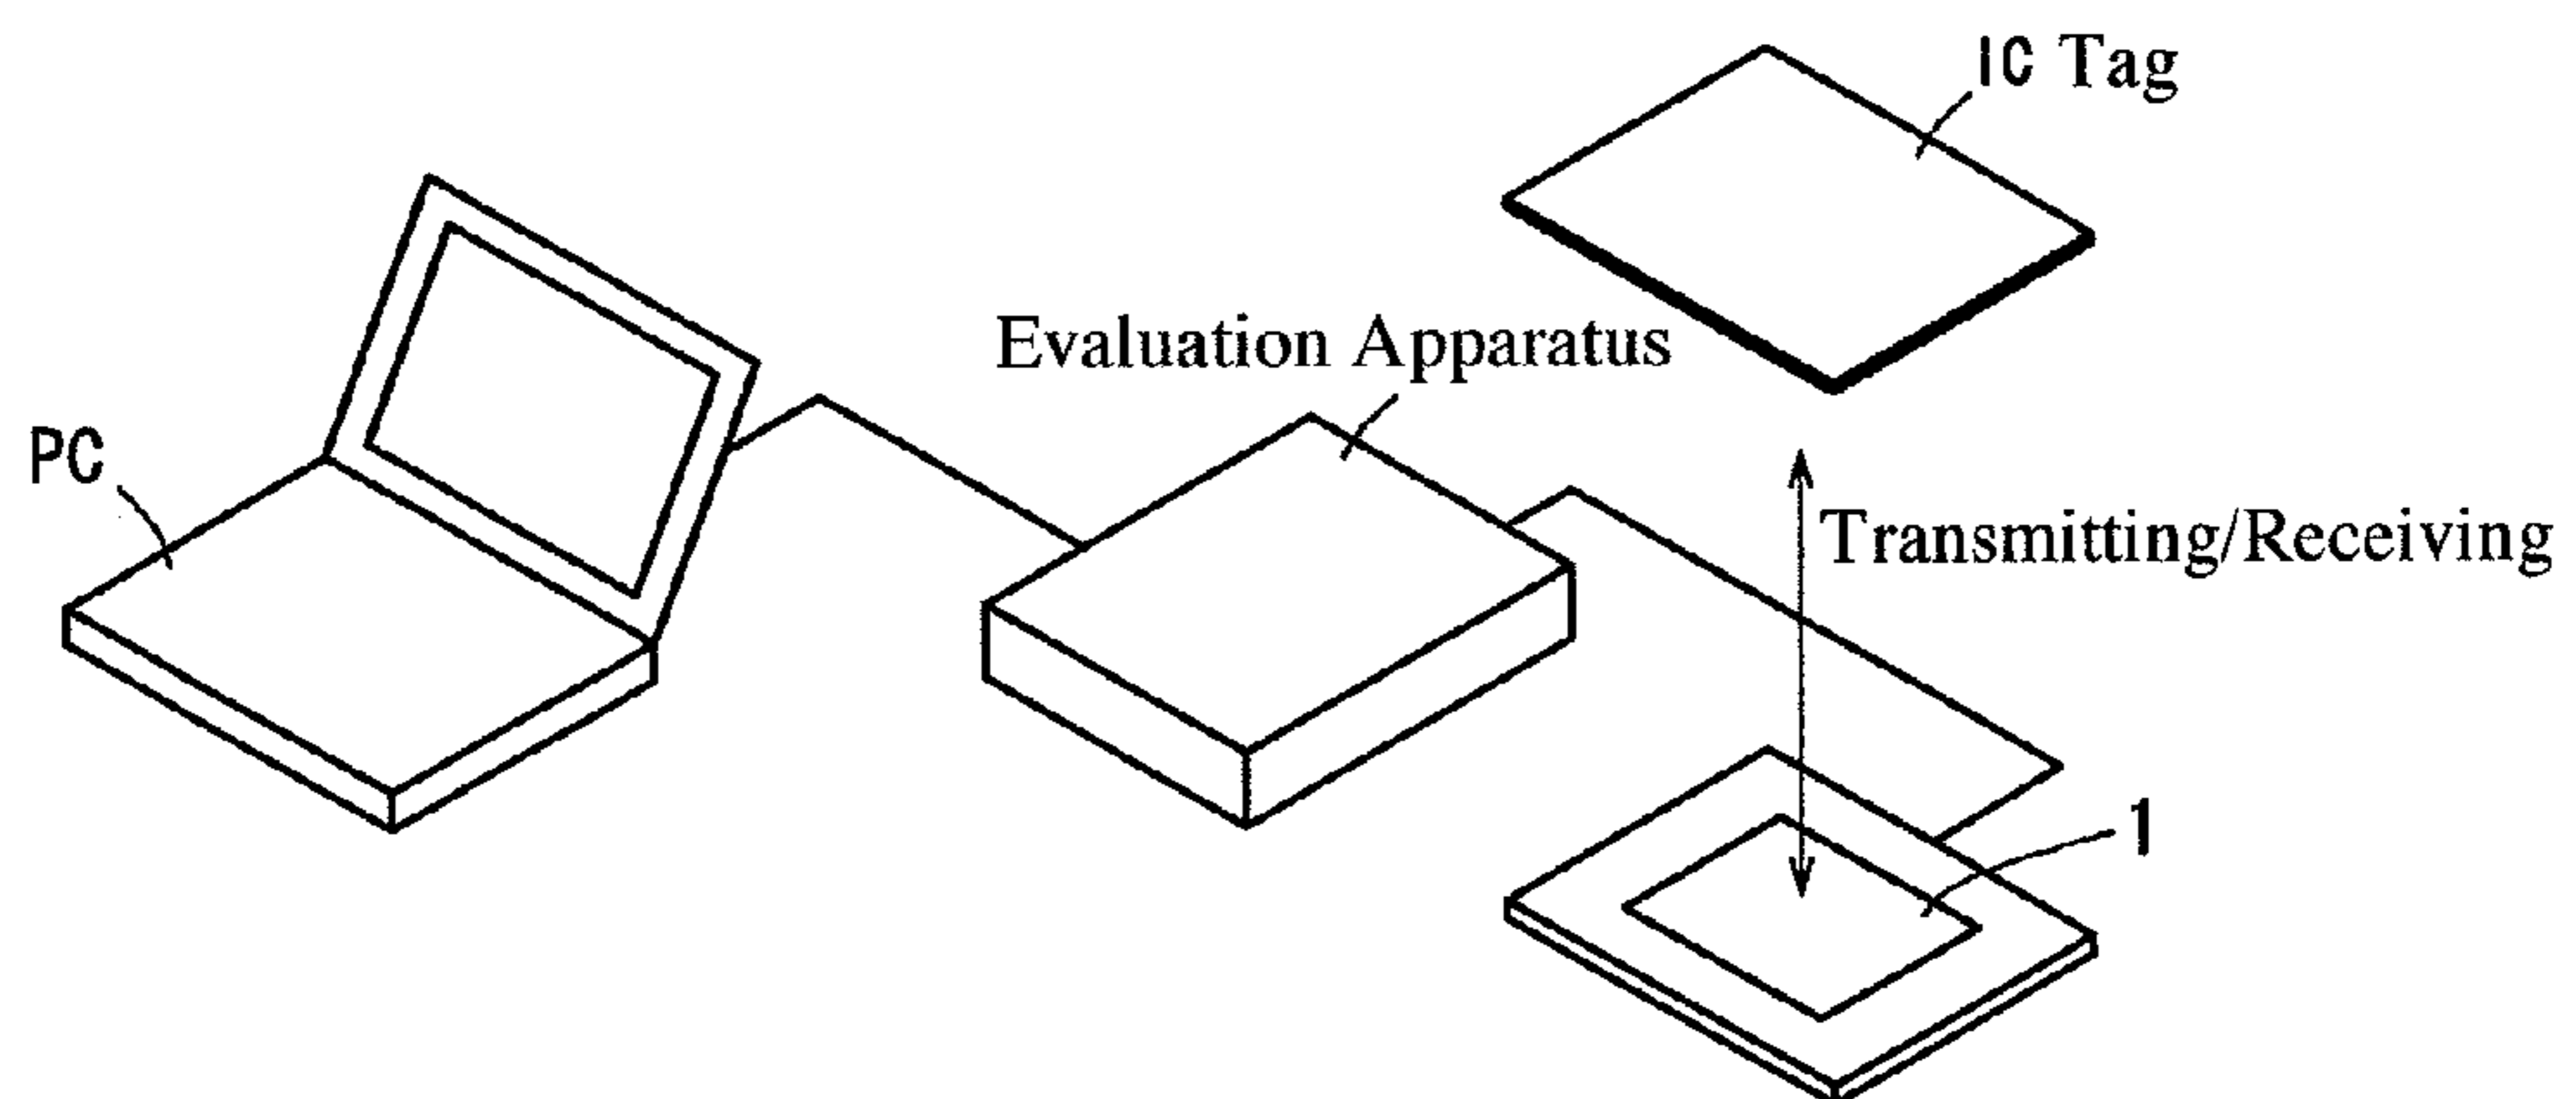 IC Tag
Evaluation Apparatus
PC
Transmitting/Receiving
1